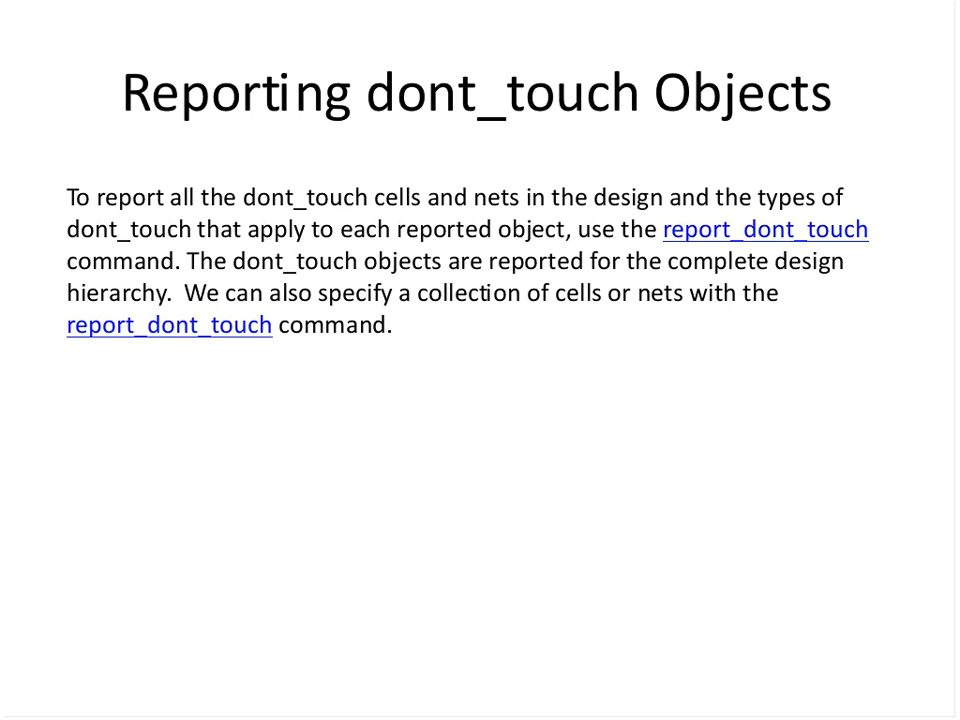 Reporting dont_touch Objects
To report all the dont_touch cells and nets in the design and the types of
dont_touch that apply to each reported object, use the report_dont_touch
command. The dont_touch objects are reported for the complete design
hierarchy.  We can also specify a collection of cells or nets with the
report_dont_touch command.